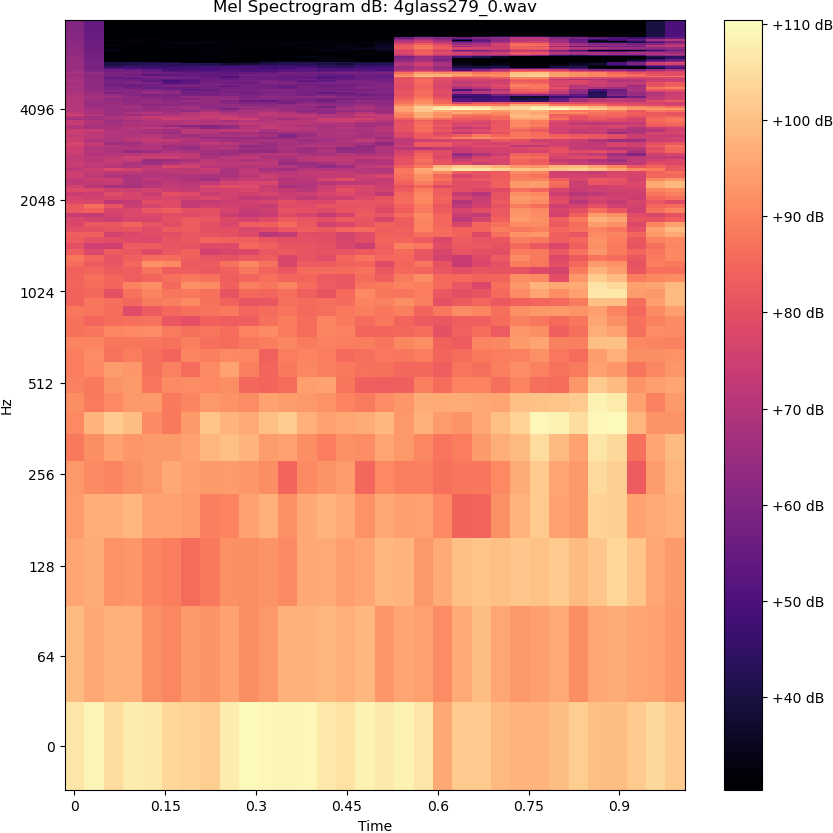 Mel Spectrogram dB: 4glass279_0.wav
+110 dB
+100 dB
+90 dB
+80 dB
+70 dB
+60 dB
+50 dB
+40 dB
Hz
4096
2048
1024
512
256
128
64
0
0 0.15 0.3 0.45 0.6 0.75 0.9
Time